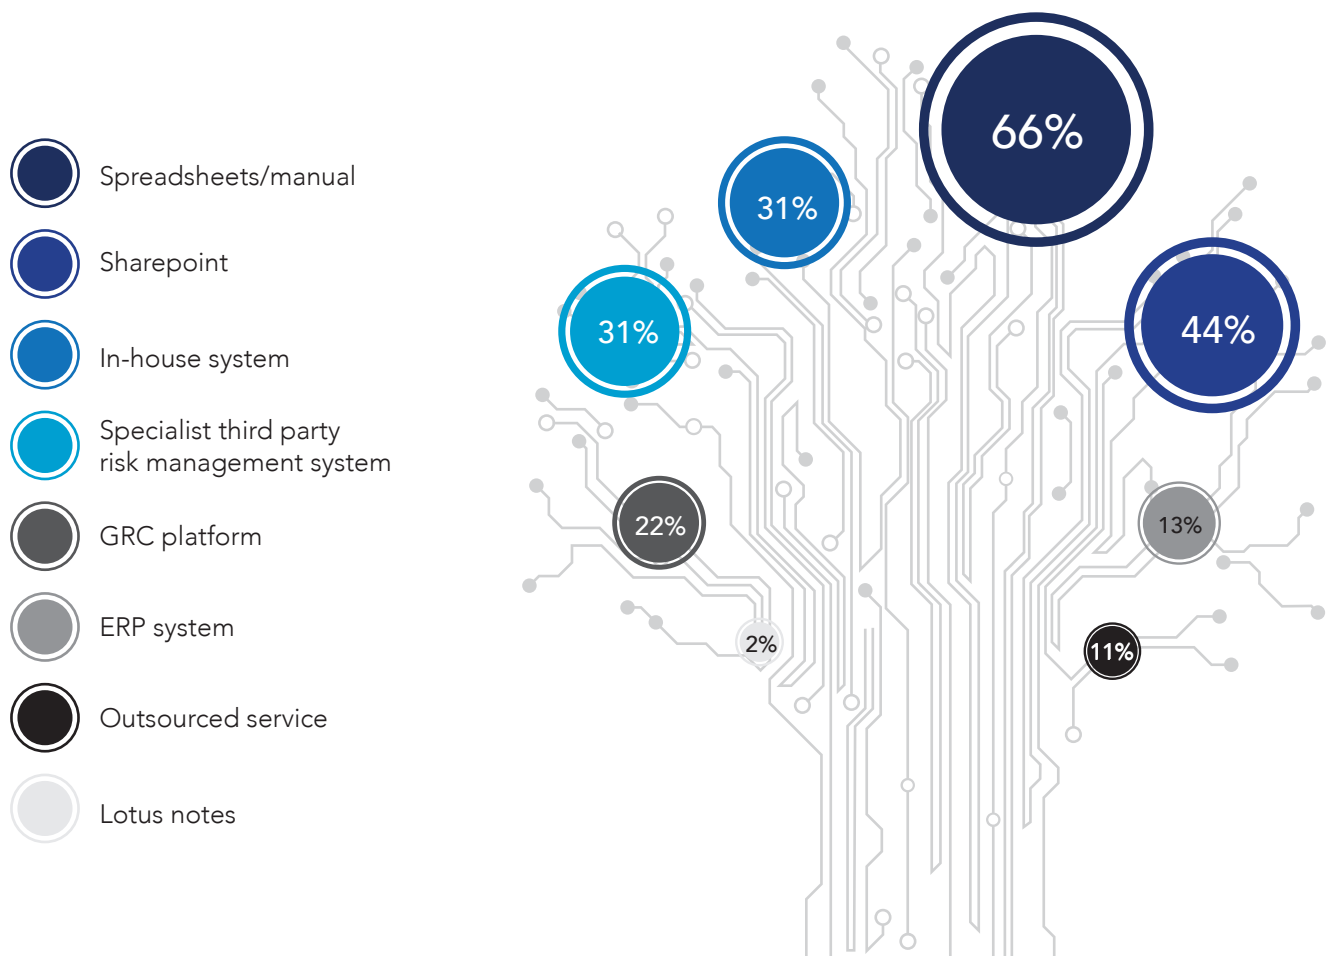 Spreadsheets/manual
Sharepoint
In-house system
Specialist third party
risk management system
GRC platform
ERP system
Outsourced service
Lotus notes
66%
31%
44%
31%
22%
13%
2%
11%